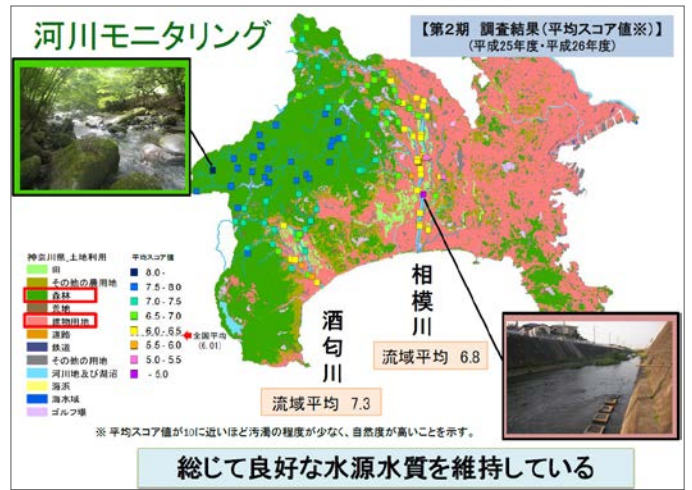 河川モニタリング
【第2期 調査結果(平均スコア値※)】
(平成25年度・平成26年度)
神奈川県_土地利用
田
その他の農用地
森林
荒地
建物用地
道路
鉄道
その他の用地
河川地及び湖沼
海浜
海水域
ゴルフ場
平均スコア値
8.0 -
7.5 - 8.0
7.0 - 7.5
6.5 - 7.0
6.0 - 6.5
5.5 - 6.0
5.0 - 5.5
- 5.0
全国平均
(6.01)
相模川
流域平均 6.8
酒匂川
流域平均 7.3
※ 平均スコア値が10に近いほど汚濁の程度が少なく、自然度が高いことを示す。
総じて良好な水源水質を維持している